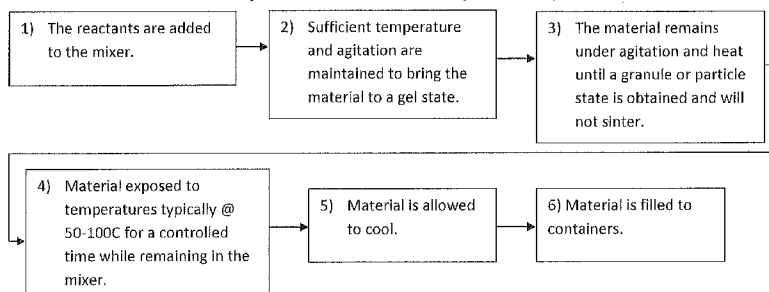 1) The reactants are added
to the mixer.
2) Sufficient temperature
and agitation are
maintained to bring the
material to a gel state.
3) The material remains
under agitation and heat
until a granule or particle
state is obtained and will
not sinter.
4) Material exposed to
temperatures typically @
50-100C for a controlled
time while remaining in the
mixer.
5) Material is allowed
to cool.
6) Material is filled to
containers.